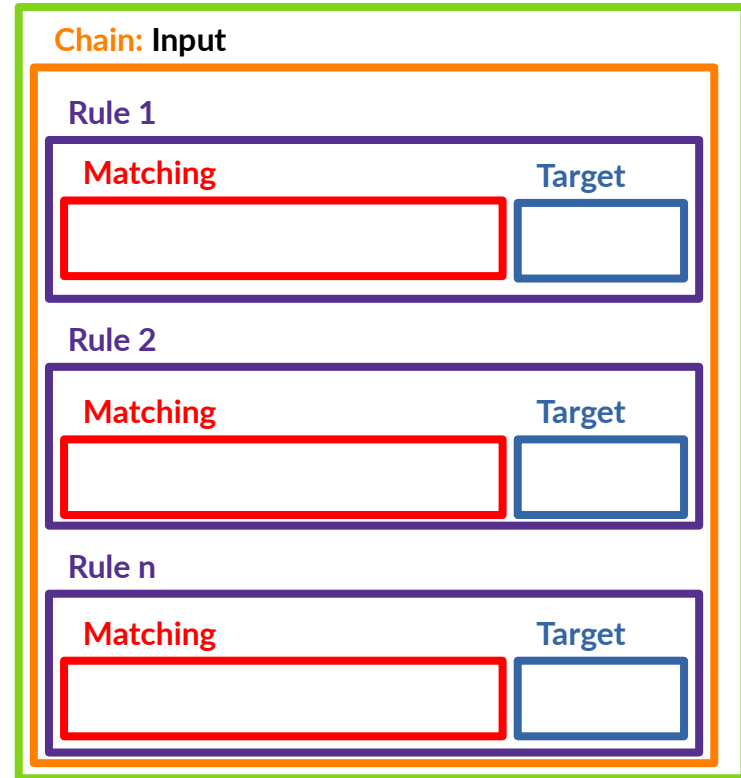 Chain: Input
Rule 1
Matching Target
Rule 2
Matching Target
Rule n
Matching Target